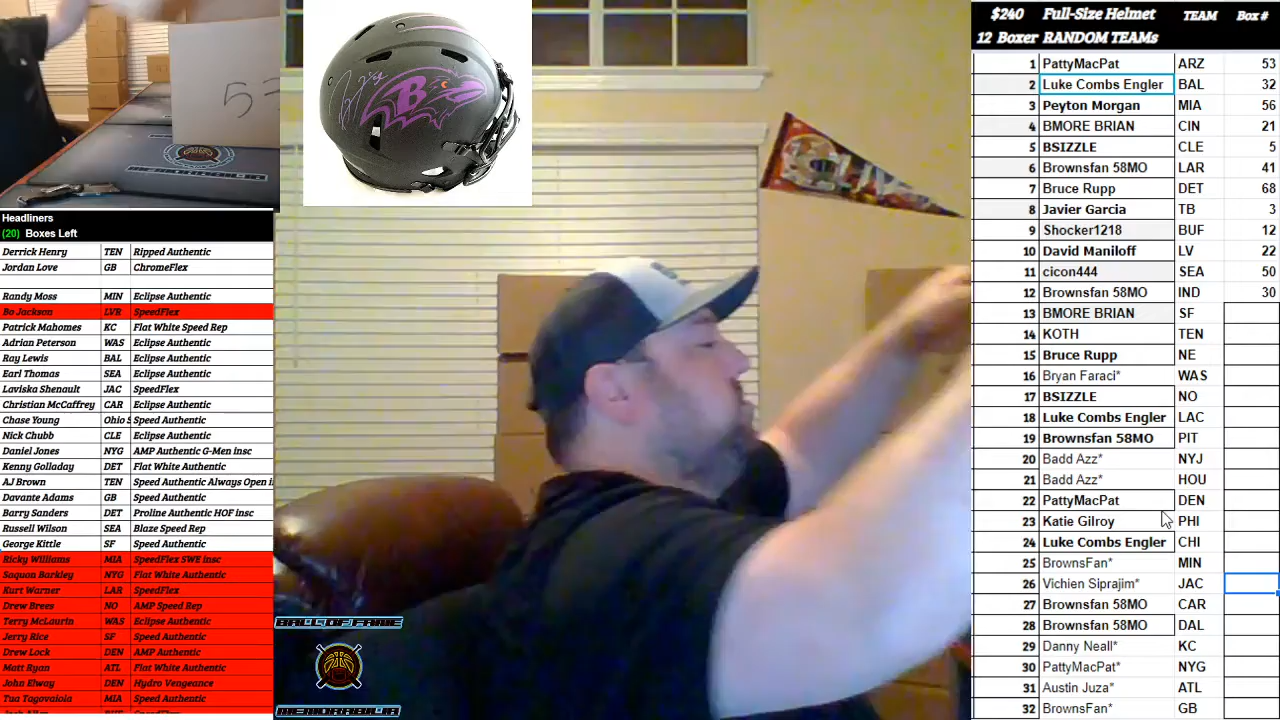 $240 Full-Size Helmet TEAM Box #
12 Boxer RANDOM TEAMs
1 PattyMacPat ARZ 53
2 Luke Combs Engler BAL 32
3 Peyton Morgan MIA 56
4 BMORE BRIAN CIN 21
5 BSIZZLE CLE 5
6 Brownsfan 58MO LAR 41
7 Bruce Rupp DET 68
8 Javier Garcia TB 3
9 Shocker1218 BUF 12
10 David Maniloff LV 22
11 cicon444 SEA 50
12 Brownsfan 58MO IND 30
13 BMORE BRIAN SF
14 KOTH TEN
15 Bruce Rupp NE
16 Bryan Faraci* WAS
17 BSIZZLE NO
18 Luke Combs Engler LAC
19 Brownsfan 58MO PIT
20 Badd Azz* NYJ
21 Badd Azz* HOU
22 PattyMacPat DEN
23 Katie Gilroy PHI
24 Luke Combs Engler CHI
25 BrownsFan* MIN
26 Vichien Siprajim* JAC
27 Brownsfan 58MO CAR
28 Brownsfan 58MO DAL
29 Danny Neall* KC
30 PattyMacPat* NYG
31 Austin Juza* ATL
32 BrownsFan* GB
53
B
Headliners
(20) Boxes Left
Derrick Henry TEN Ripped Authentic
Jordan Love GB ChromeFlex
Randy Moss MIN Eclipse Authentic
Bo Jackson LVR SpeedFlex
Patrick Mahomes KC Flat White Speed Rep
Adrian Peterson WAS Eclipse Authentic
Ray Lewis BAL Eclipse Authentic
Earl Thomas SEA Eclipse Authentic
Laviska Shenault JAC SpeedFlex
Christian McCaffrey CAR Eclipse Authentic
Chase Young Ohio S Speed Authentic
Nick Chubb CLE Eclipse Authentic
Daniel Jones NYG AMP Authentic G-Men insc
Kenny Golladay DET Flat White Authentic
AJ Brown TEN Speed Authentic Always Open i
Davante Adams GB Speed Authentic
Barry Sanders DET Proline Authentic HOF insc
Russell Wilson SEA Blaze Speed Rep
George Kittle SF Speed Authentic
Ricky Williams MIA SpeedFlex SWE insc
Saquon Barkley NYG Flat White Authentic
Kurt Warner LAR SpeedFlex
Drew Brees NO AMP Speed Rep
Terry McLaurin WAS Eclipse Authentic
Jerry Rice SF Speed Authentic
Drew Lock DEN AMP Authentic
Matt Ryan ATL Flat White Authentic
John Elway DEN Hydro Vengeance
Tua Tagovaioia MIA Speed Authentic
BALL OF FAME
MEMORABILIA